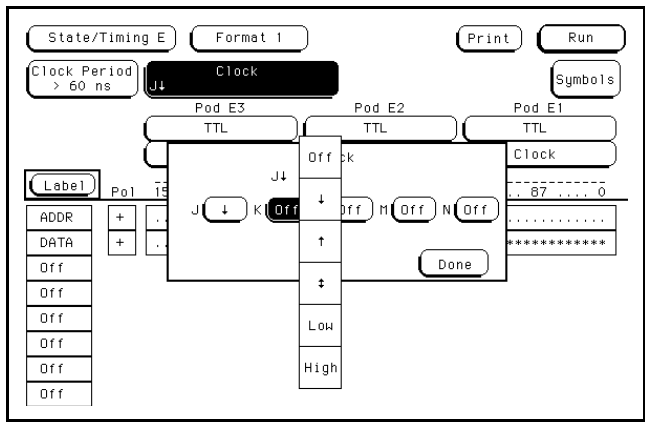 State/Timing E Format 1 Print Run
Clock Period > 60 ns
Clock
J↓
Symbols
Pod E3 Pod E2 Pod E1
TTL TTL TTL
Clock
J↓
Label Pol 15 .. 87 .... 0
J ↓ K Off Off M Off N Off
Off
↓
↑
↕
Low
High
Done
ADDR + .. ............
DATA + .. ************
Off
Off
Off
Off
Off
Off